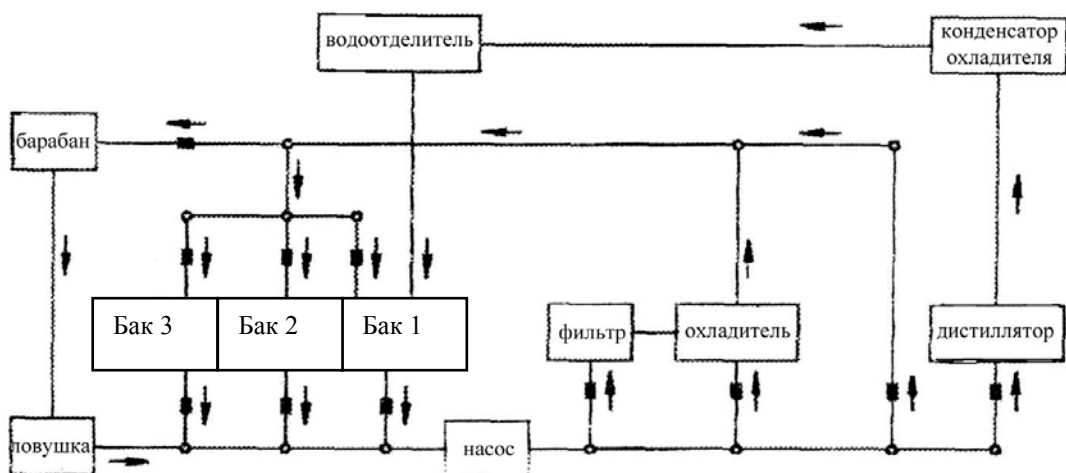 водоотделитель
конденсатор
охладителя
барабан
Бак 3
Бак 2
Бак 1
фильтр
охладитель
дистиллятор
ловушка
насос